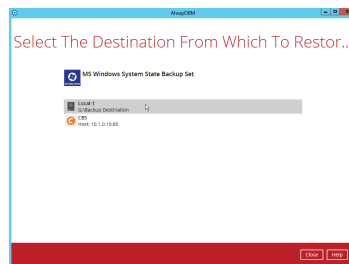 AhsayOBM
Select The Destination From Which To Restor...
MS Windows System State Backup Set
Local-1
G:\Backup Destination
CBS
Host: 10.1.0.10:80
Close
Help